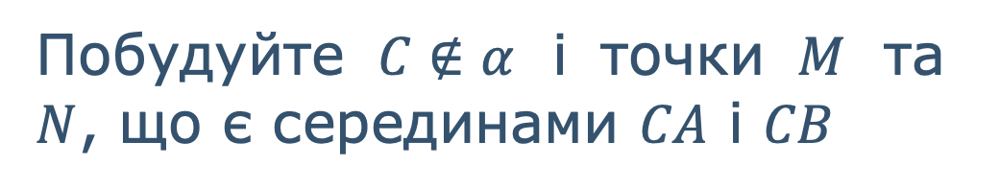 Побудуйте C ∉ α і точки M та
N, що є серединами CA і CB